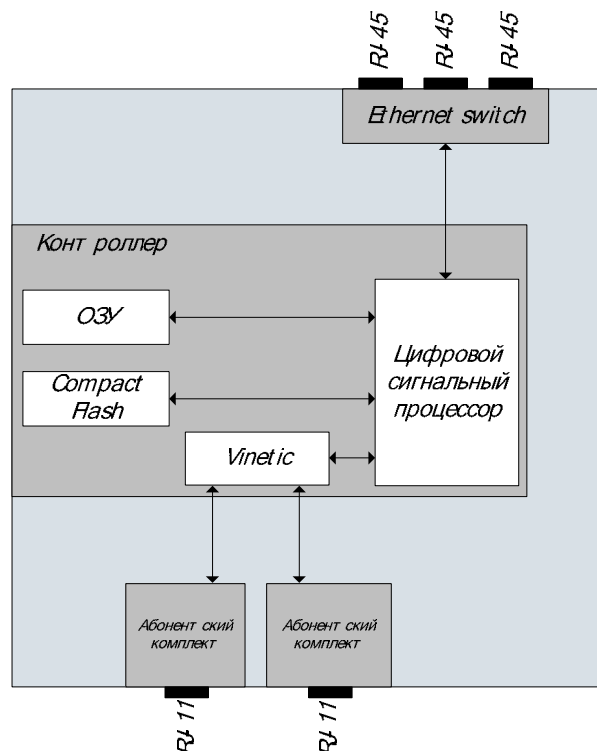 RJ-45 RJ-45 RJ-45
Ethernet switch
Контроллер
ОЗУ
Цифровой
сигнальный
процессор
Compact
Flash
Vinetic
Абонентский
комплект
Абонентский
комплект
RJ-11 RJ-11